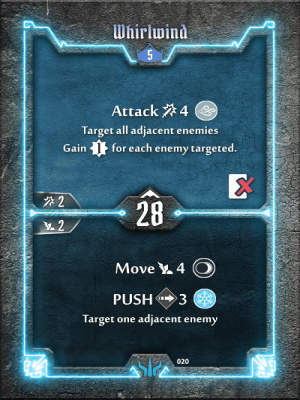 Whirlwind
5
Attack 4
Target all adjacent enemies
Gain 1 for each enemy targeted.
2
28
2
Move 4
PUSH 3
Target one adjacent enemy
020